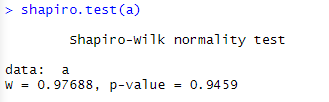 > shapiro.test(a)
Shapiro-Wilk normality test
data:  a
W = 0.97688, p-value = 0.9459